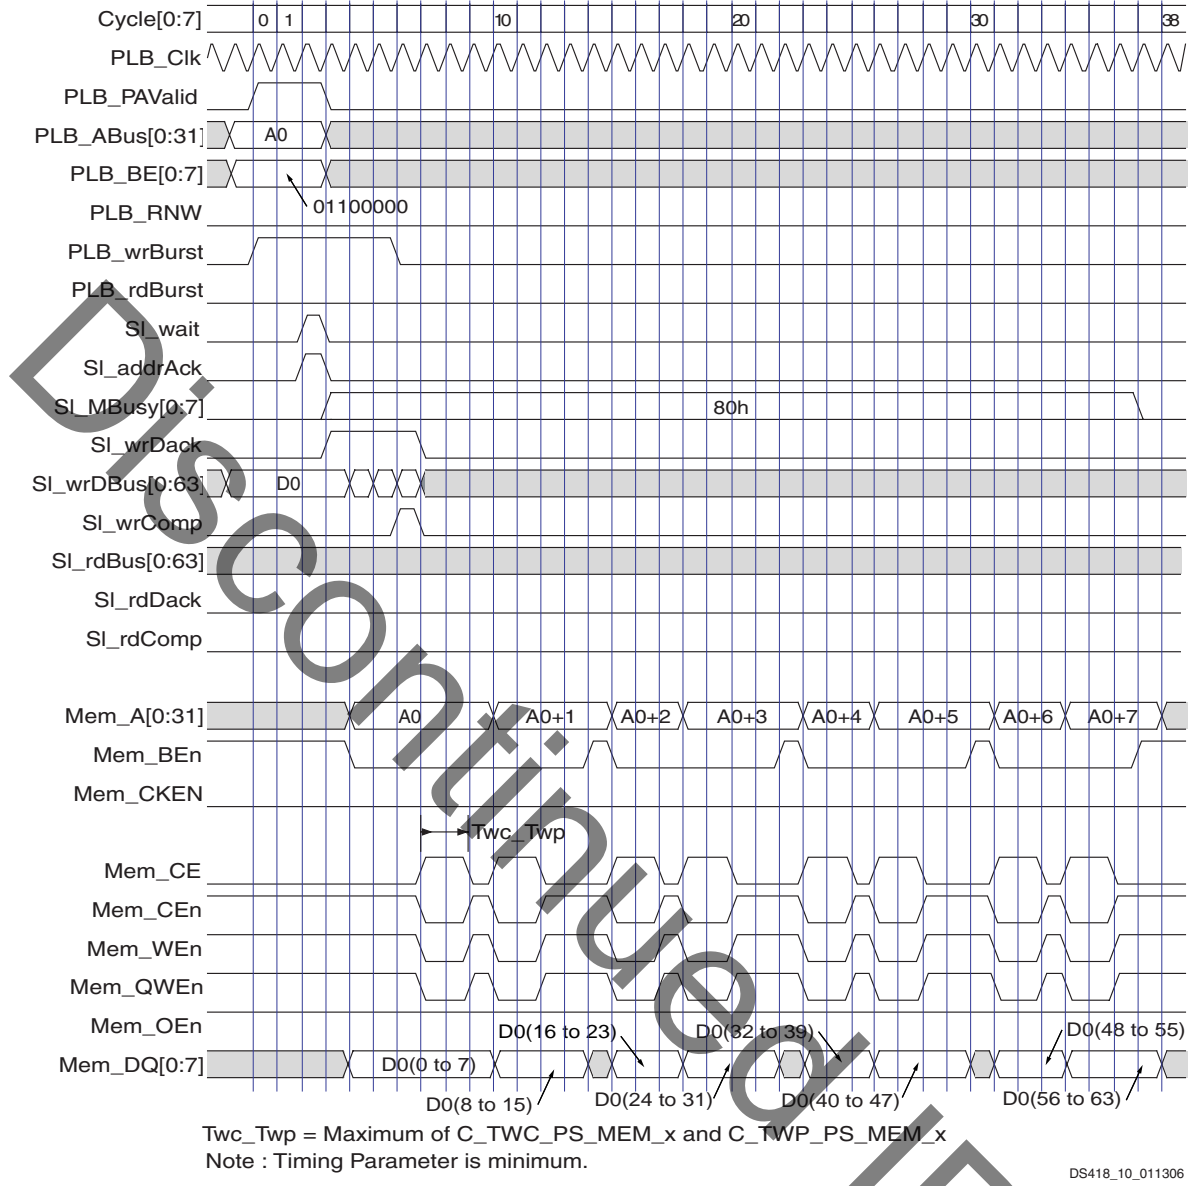 Cycle[0:7] 0 1 10 20 30 38
PLB_Clk
PLB_PAValid
PLB_ABus[0:31] A0
PLB_BE[0:7]
01100000
PLB_RNW
PLB_wrBurst
PLB_rdBurst
Sl_wait
Sl_addrAck
Sl_MBusy[0:7] 80h
Sl_wrDack
Sl_wrDBus[0:63] D0
Sl_wrComp
Sl_rdBus[0:63]
Sl_rdDack
Sl_rdComp
Mem_A[0:31] A0 A0+1 A0+2 A0+3 A0+4 A0+5 A0+6 A0+7
Mem_BEn
Mem_CKEN
Twc_Twp
Mem_CE
Mem_CEn
Mem_WEn
Mem_QWEn
Mem_OEn
D0(16 to 23) D0(32 to 39) D0(48 to 55)
Mem_DQ[0:7] D0(0 to 7)
D0(8 to 15) D0(24 to 31) D0(40 to 47) D0(56 to 63)
Twc_Twp = Maximum of C_TWC_PS_MEM_x and C_TWP_PS_MEM_x
Note : Timing Parameter is minimum.
DS418_10_011306
Discontinued IP